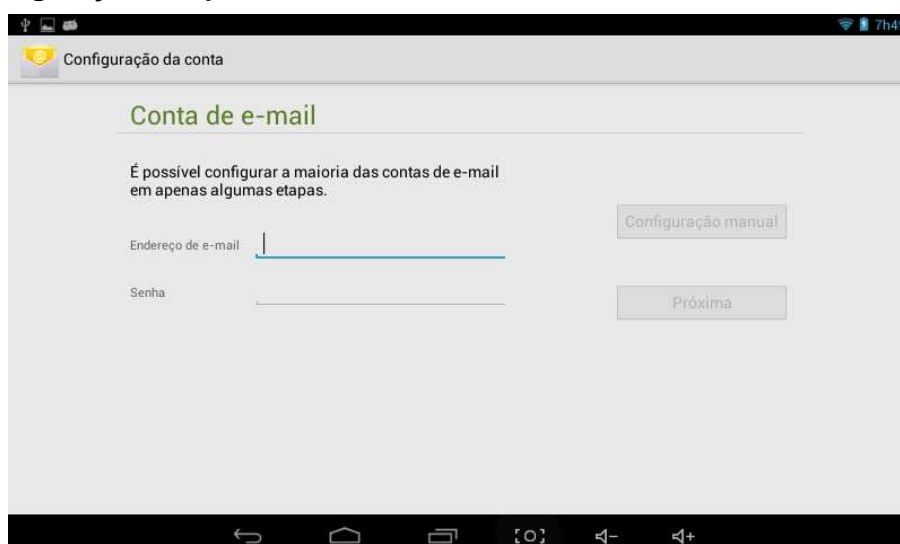 7h4
Configuração da conta
Conta de e-mail
É possível configurar a maioria das contas de e-mail
em apenas algumas etapas.
Configuração manual
Endereço de e-mail
Senha
Próxima